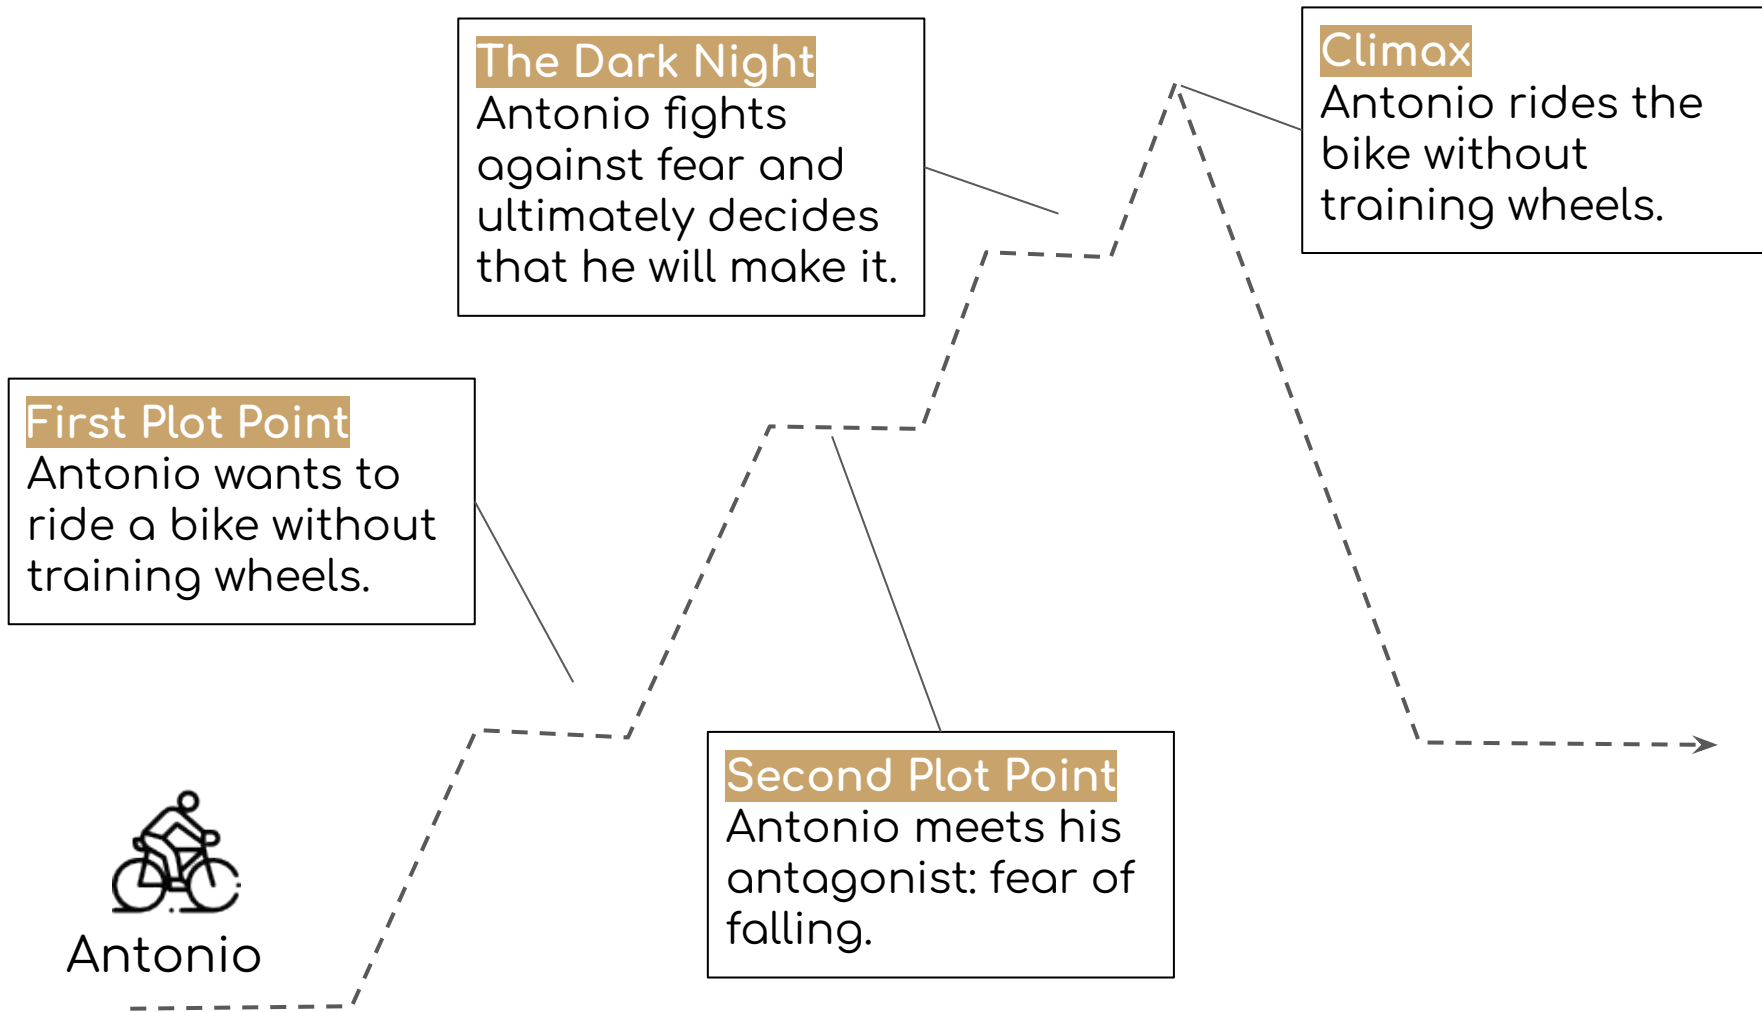 The Dark Night
Antonio fights
against fear and
ultimately decides
that he will make it.
Climax
Antonio rides the
bike without
training wheels.
First Plot Point
Antonio wants to
ride a bike without
training wheels.
Second Plot Point
Antonio meets his
antagonist: fear of
falling.
Antonio